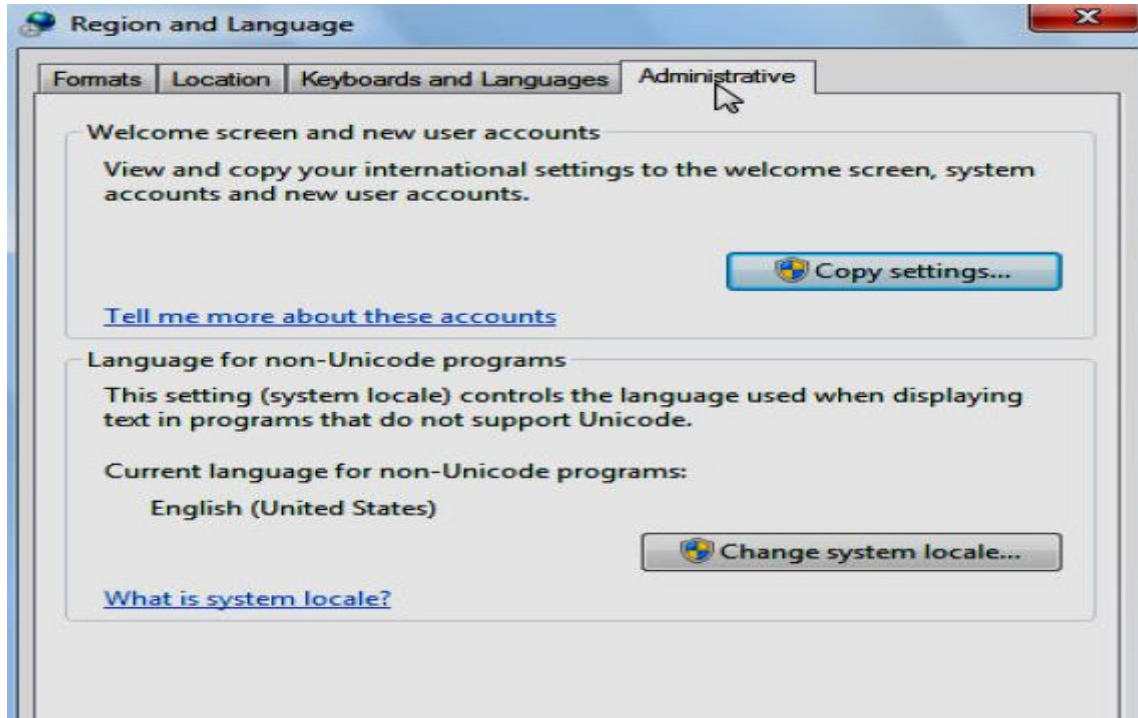 Region and Language
Formats Location Keyboards and Languages Administrative
Welcome screen and new user accounts
View and copy your international settings to the welcome screen, system
accounts and new user accounts.
Copy settings...
Tell me more about these accounts
Language for non-Unicode programs
This setting (system locale) controls the language used when displaying
text in programs that do not support Unicode.
Current language for non-Unicode programs:
English (United States)
Change system locale...
What is system locale?